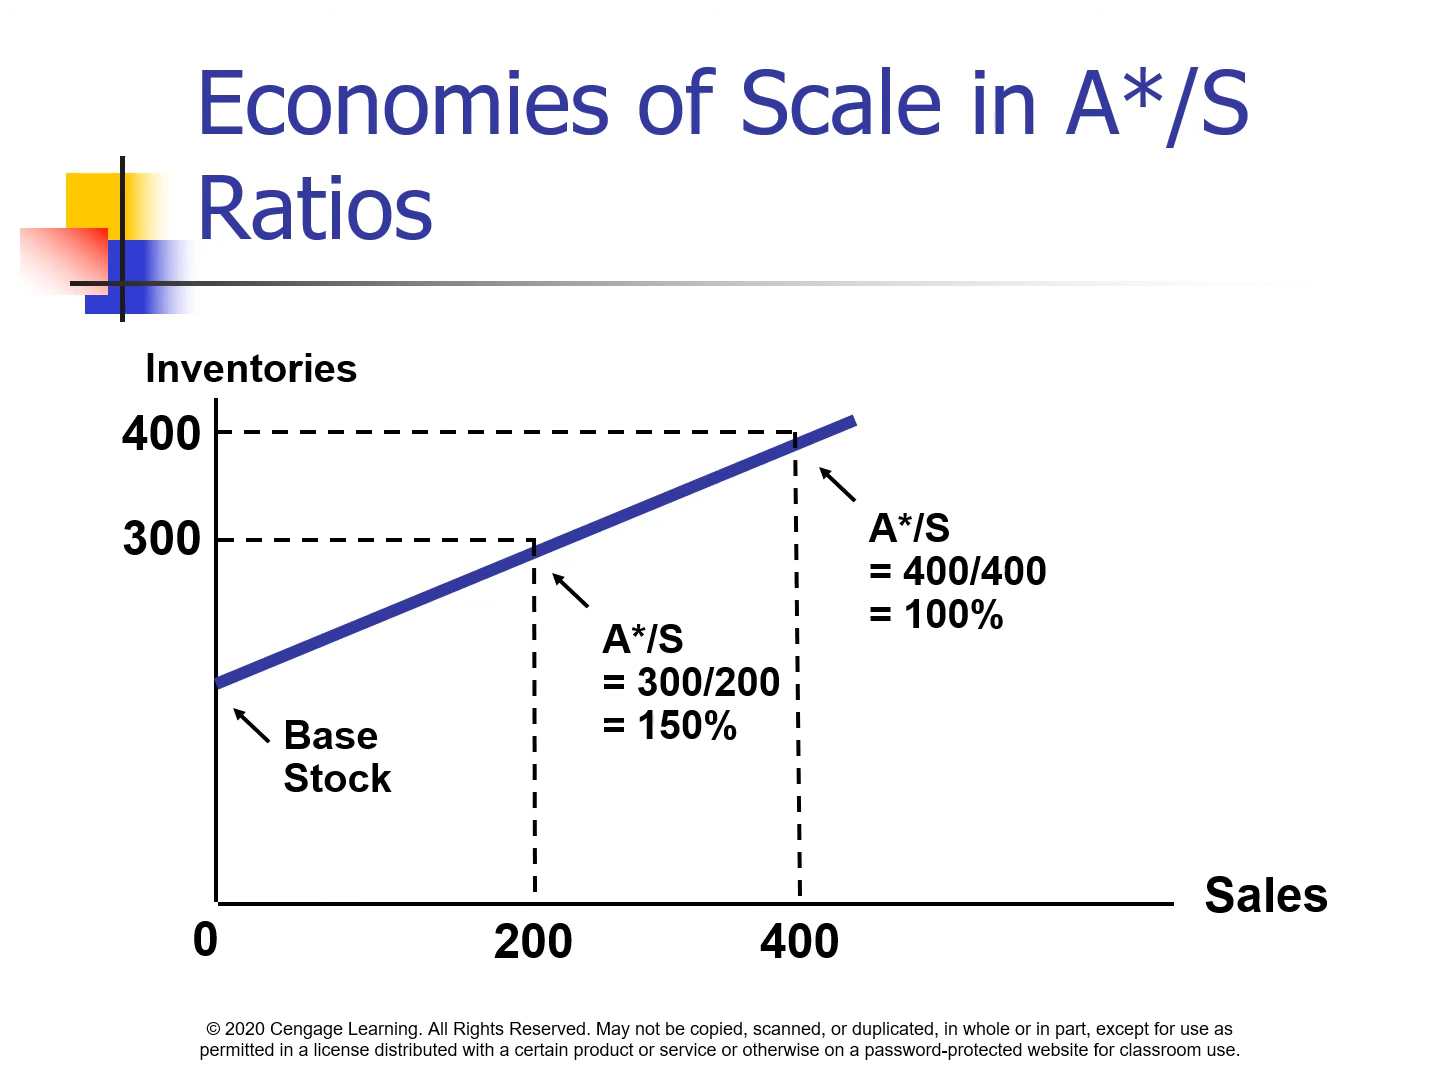 Economies of Scale in A*/S
Ratios
Inventories
400
300
A*/S
= 400/400
= 100%
A*/S
= 300/200
= 150%
Base
Stock
Sales
0
200
400
© 2020 Cengage Learning. All Rights Reserved. May not be copied, scanned, or duplicated, in whole or in part, except for use as
permitted in a license distributed with a certain product or service or otherwise on a password-protected website for classroom use.